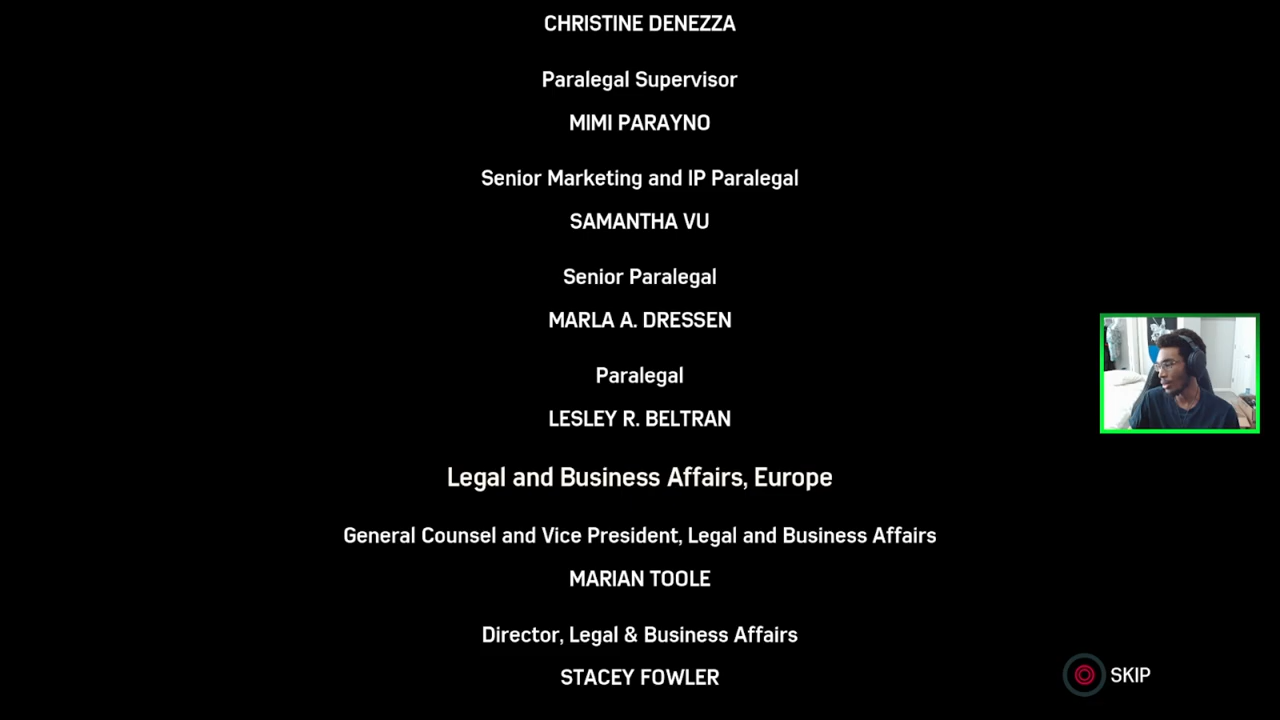 CHRISTINE DENEZZA
Paralegal Supervisor
MIMI PARAYNO
Senior Marketing and IP Paralegal
SAMANTHA VU
Senior Paralegal
MARLA A. DRESSEN
Paralegal
LESLEY R. BELTRAN
Legal and Business Affairs, Europe
General Counsel and Vice President, Legal and Business Affairs
MARIAN TOOLE
Director, Legal & Business Affairs
STACEY FOWLER
SKIP